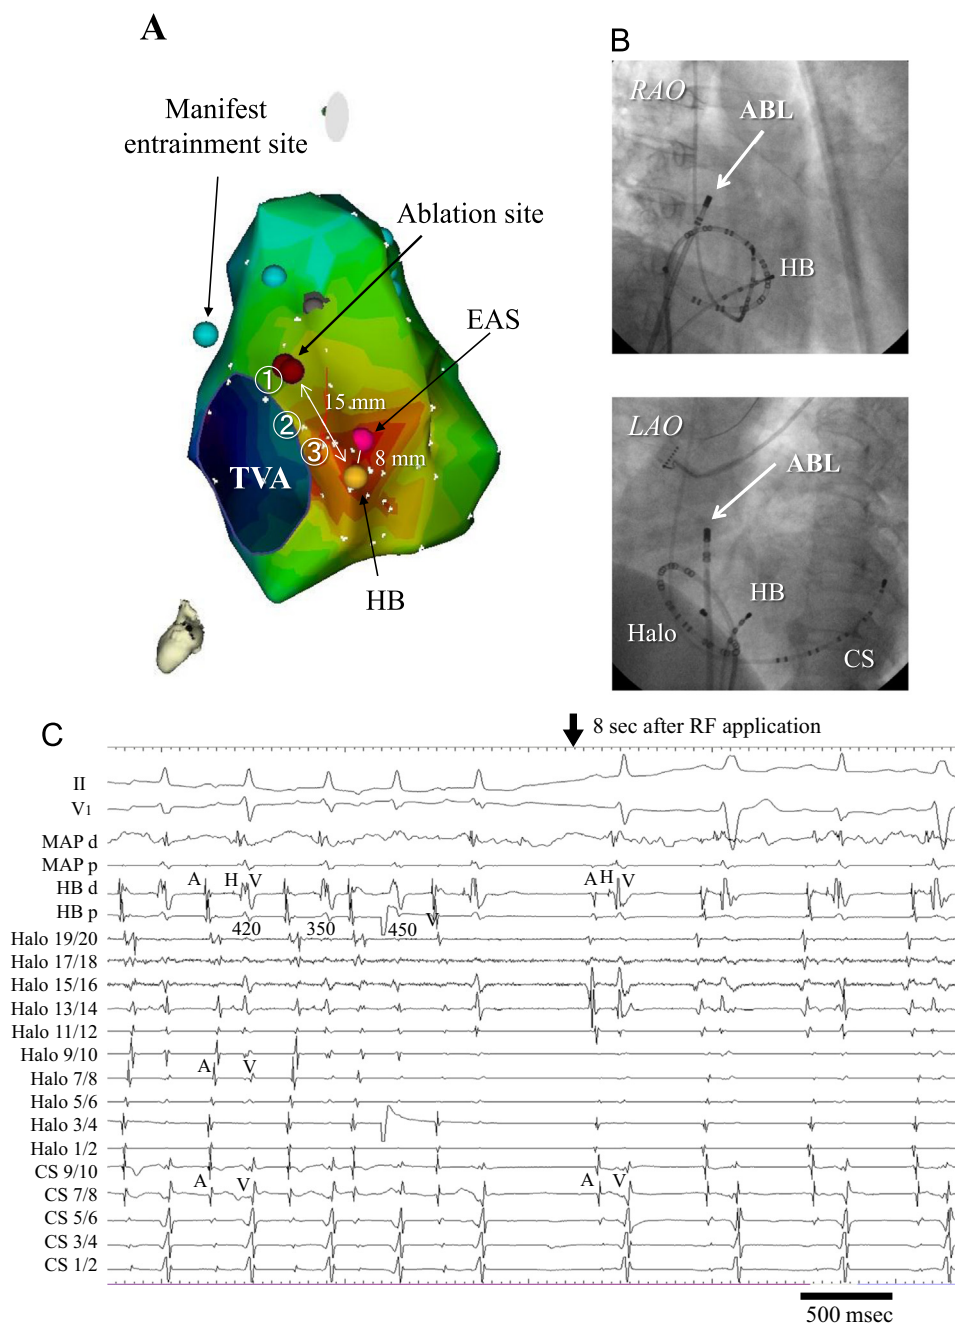 A
Manifest
entrainment site
Ablation site
EAS
①
15 mm
②
③
8 mm
TVA
HB
B
RAO
ABL
HB
LAO
ABL
HB
Halo
CS
C
8 sec after RF application
II
V1
MAP d
MAP p
HB d
A H V
A H V
HB p
420 350 450 V
Halo 19/20
Halo 17/18
Halo 15/16
Halo 13/14
Halo 11/12
Halo 9/10
A V
Halo 7/8
Halo 5/6
Halo 3/4
Halo 1/2
CS 9/10
A V
A V
CS 7/8
CS 5/6
CS 3/4
CS 1/2
500 msec